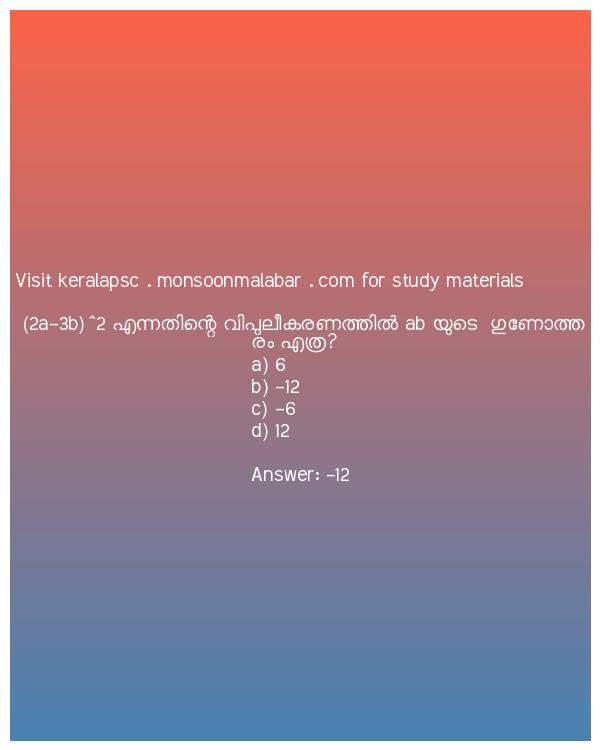 Visit keralapsc . monsoonmalabar . com for study materials
(2a-3b) ^2 എന്നതിന്റെ വിപുലീകരണത്തിൽ ab യുടെ  ഗുണോത്ത
രം എത്ര?
a) 6
b) -12
c) -6
d) 12
Answer: -12